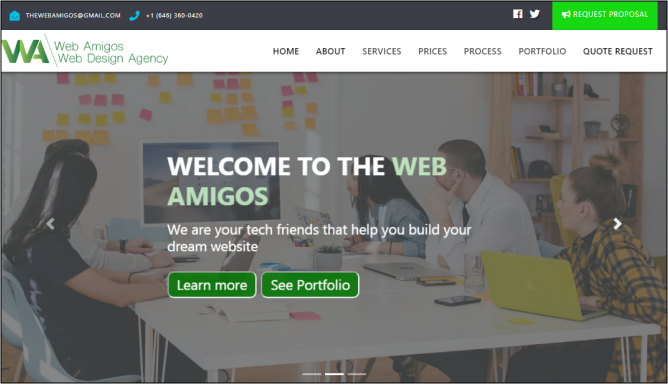 THEWEBAMIGOS@GMAIL.COM +1 (646) 360-0420 REQUEST PROPOSAL
WA Web Amigos
Web Design Agency
HOME ABOUT SERVICES PRICES PROCESS PORTFOLIO QUOTE REQUEST
WELCOME TO THE WEB
AMIGOS
We are your tech friends that help you build your
dream website
Learn more See Portfolio